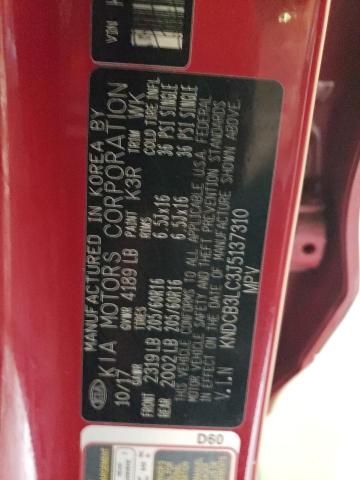 VIN
MANUFACTURED IN KOREA BY
KIA MOTORS CORPORATION
10/17 GVWR 4189 LB PAINT K3R TRIM WK
TIRES RIMS COLD TIRE INFL
FRONT 2319 LB 205/60R16 6.5Jx16 36 PSI SINGLE
REAR 2002 LB 205/60R16 6.5Jx16 36 PSI SINGLE
THIS VEHICLE CONFORMS TO ALL APPLICABLE U.S.A. FEDERAL
MOTOR VEHICLE SAFETY AND THEFT PREVENTION STANDARDS
IN EFFECT ON THE DATE OF MANUFACTURE SHOWN ABOVE.
V.I.N KNDCB3LC3J5137310
MPV
KIA
D60